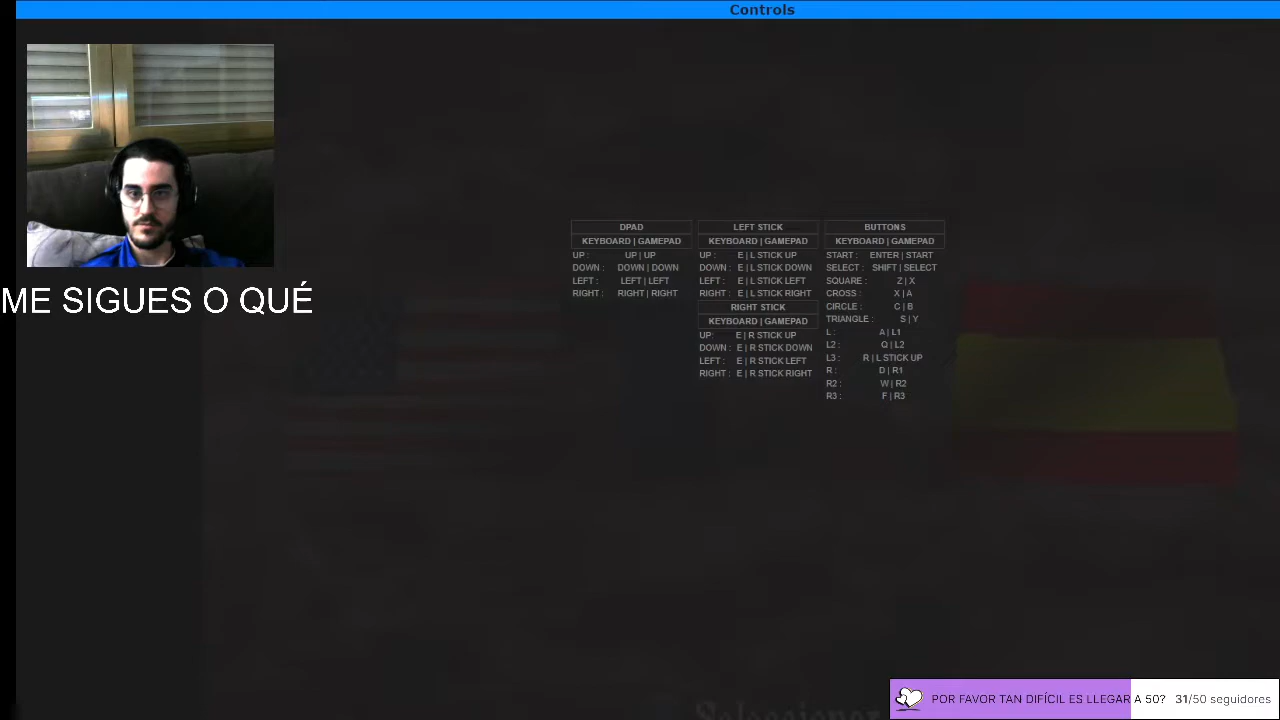 Controls
ME SIGUES O QUÉ
DPAD
KEYBOARD | GAMEPAD
UP : UP | UP
DOWN : DOWN | DOWN
LEFT : LEFT | LEFT
RIGHT : RIGHT | RIGHT
LEFT STICK
KEYBOARD | GAMEPAD
UP : E | L STICK UP
DOWN : E | L STICK DOWN
LEFT : E | L STICK LEFT
RIGHT : E | L STICK RIGHT
RIGHT STICK
KEYBOARD | GAMEPAD
UP: E | R STICK UP
DOWN : E | R STICK DOWN
LEFT : E | R STICK LEFT
RIGHT : E | R STICK RIGHT
BUTTONS
KEYBOARD | GAMEPAD
START : ENTER | START
SELECT : SHIFT | SELECT
SQUARE : Z | X
CROSS : X | A
CIRCLE : C | B
TRIANGLE : S | Y
L : A | L1
L2 : Q | L2
L3 : R | L STICK UP
R : D | R1
R2 : W | R2
R3 : F | R3
POR FAVOR TAN DIFÍCIL ES LLEGAR A 50? 31/50 seguidores